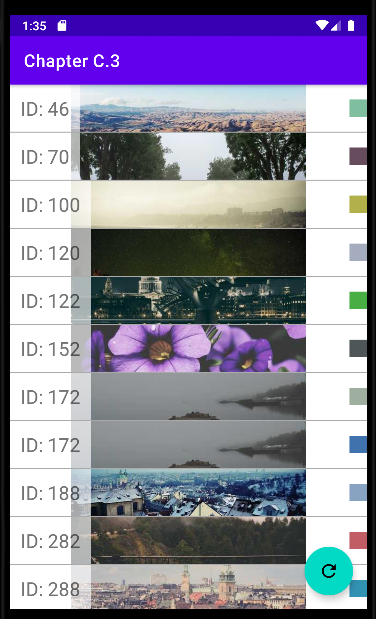 1:35
Chapter C.3
ID: 46
ID: 70
ID: 100
ID: 120
ID: 122
ID: 152
ID: 172
ID: 172
ID: 188
ID: 282
ID: 288